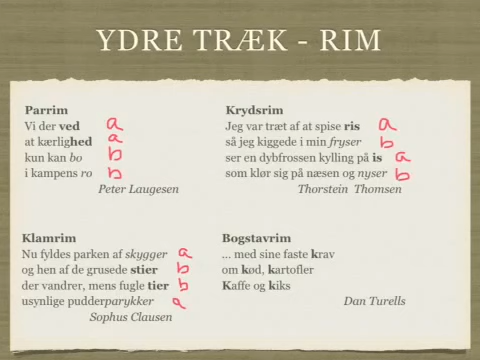 YDRE TRÆK - RIM
Parrim
Vi der ved a
at kærlighed a
kun kan bo b
i kampens ro b
Peter Laugesen
Krydsrim
Jeg var træt af at spise ris a
så jeg kiggede i min fryser b
ser en dybfrossen kylling på is a
som klør sig på næsen og nyser b
Thorstein Thomsen
Klamrim
Nu fyldes parken af skygger a
og hen af de grusede stier b
der vandrer, mens fugle tier b
usynlige pudderparykker a
Sophus Clausen
Bogstavrim
... med sine faste krav
om kød, kartofler
Kaffe og kiks
Dan Turells